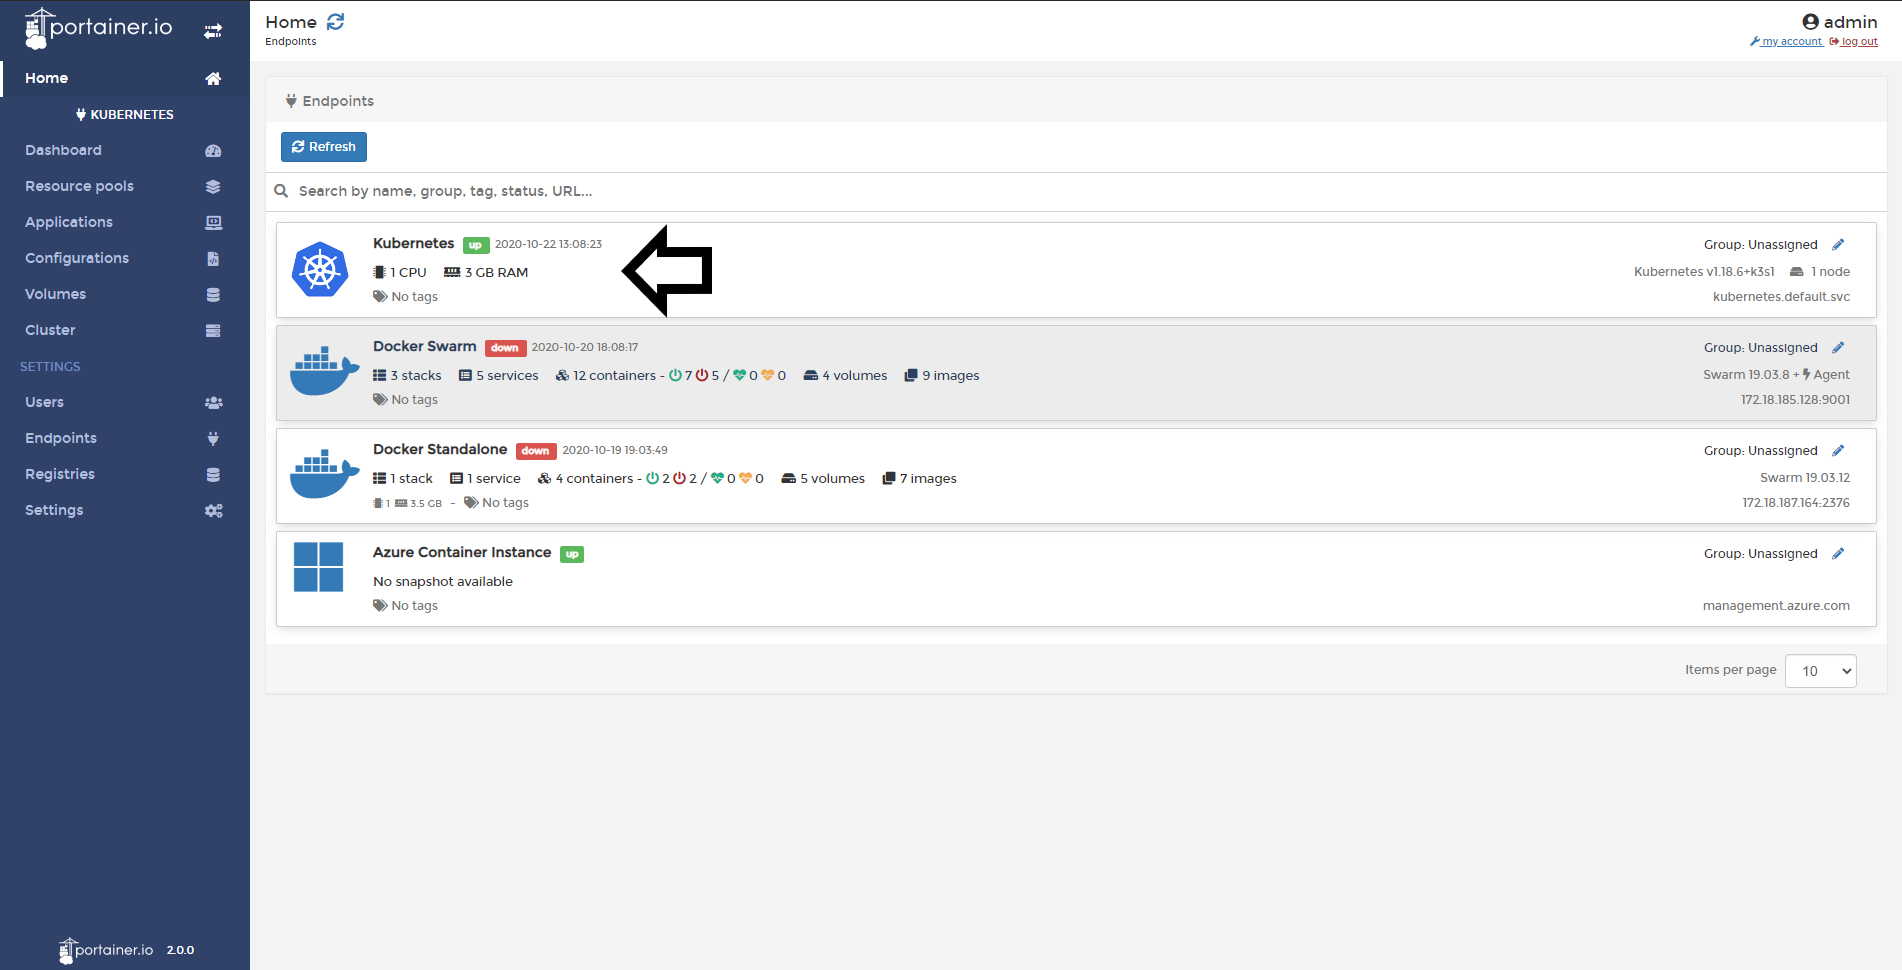 portainer.io
Home
KUBERNETES
Dashboard
Resource pools
Applications
Configurations
Volumes
Cluster
SETTINGS
Users
Endpoints
Registries
Settings
portainer.io 2.0.0
Home
Endpoints
admin
my account log out
Endpoints
Refresh
Search by name, group, tag, status, URL...
Kubernetes up 2020-10-22 13:08:23 Group: Unassigned
1 CPU 3 GB RAM Kubernetes v1.18.6+k3s1 1 node
No tags kubernetes.default.svc
Docker Swarm down 2020-10-20 18:08:17 Group: Unassigned
3 stacks 5 services 12 containers - 7 5 / 0 0 4 volumes 9 images Swarm 19.03.8 + Agent
No tags 172.18.185.128:9001
Docker Standalone down 2020-10-19 19:03:49 Group: Unassigned
1 stack 1 service 4 containers - 2 2 / 0 0 5 volumes 7 images Swarm 19.03.12
1 3.5 GB - No tags 172.18.187.164:2376
Azure Container Instance up Group: Unassigned
No snapshot available
No tags management.azure.com
Items per page 10